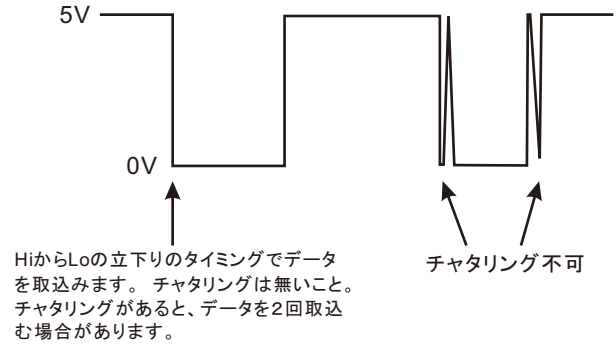 5V
0V
HiからLoの立下りのタイミングでデータ
を取込みます。 チャタリングは無いこと。
チャタリングがあると、データを2回取込
む場合があります。
チャタリング不可